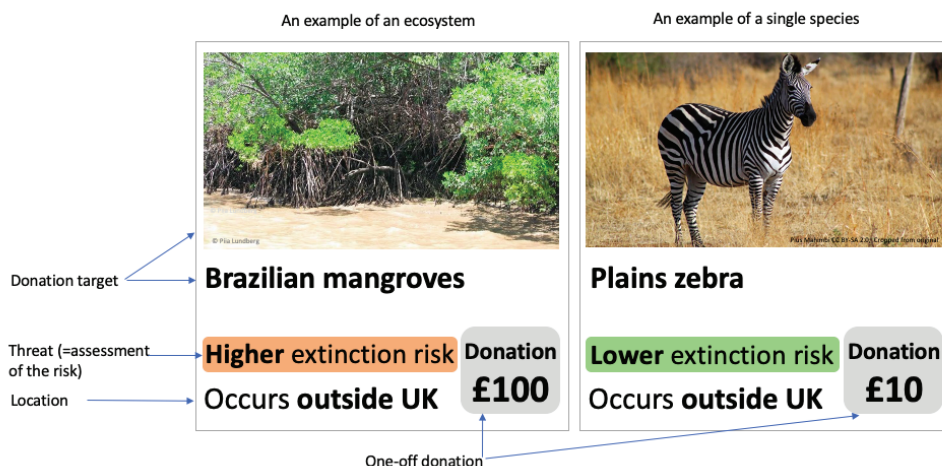 An example of an ecosystem
An example of a single species
© Piia Lundberg
Brazilian mangroves
Plains zebra
Donation target
Threat (=assessment
of the risk)
Higher extinction risk
Donation
£100
Lower extinction risk
Donation
£10
Location
Occurs outside UK
Occurs outside UK
One-off donation